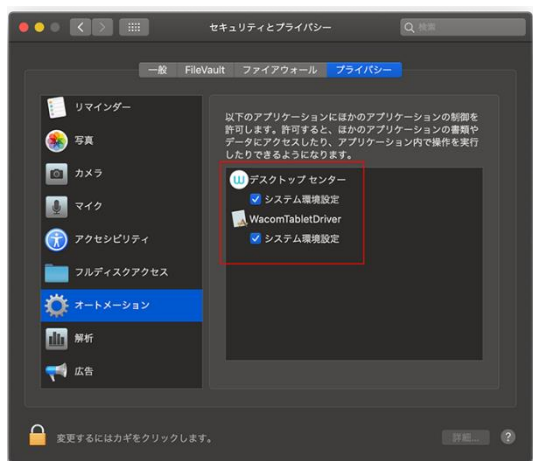 セキュリティとプライバシー
検索
一般
FileVault
ファイアウォール
プライバシー
リマインダー
写真
カメラ
マイク
アクセシビリティ
フルディスクアクセス
オートメーション
解析
広告
以下のアプリケーションにほかのアプリケーションの制御を
許可します。許可すると、ほかのアプリケーションの書類や
データにアクセスしたり、アプリケーション内で操作を実行
したりできるようになります。
デスクトップ センター
システム環境設定
WacomTabletDriver
システム環境設定
変更するにはカギをクリックします。
詳細...
?